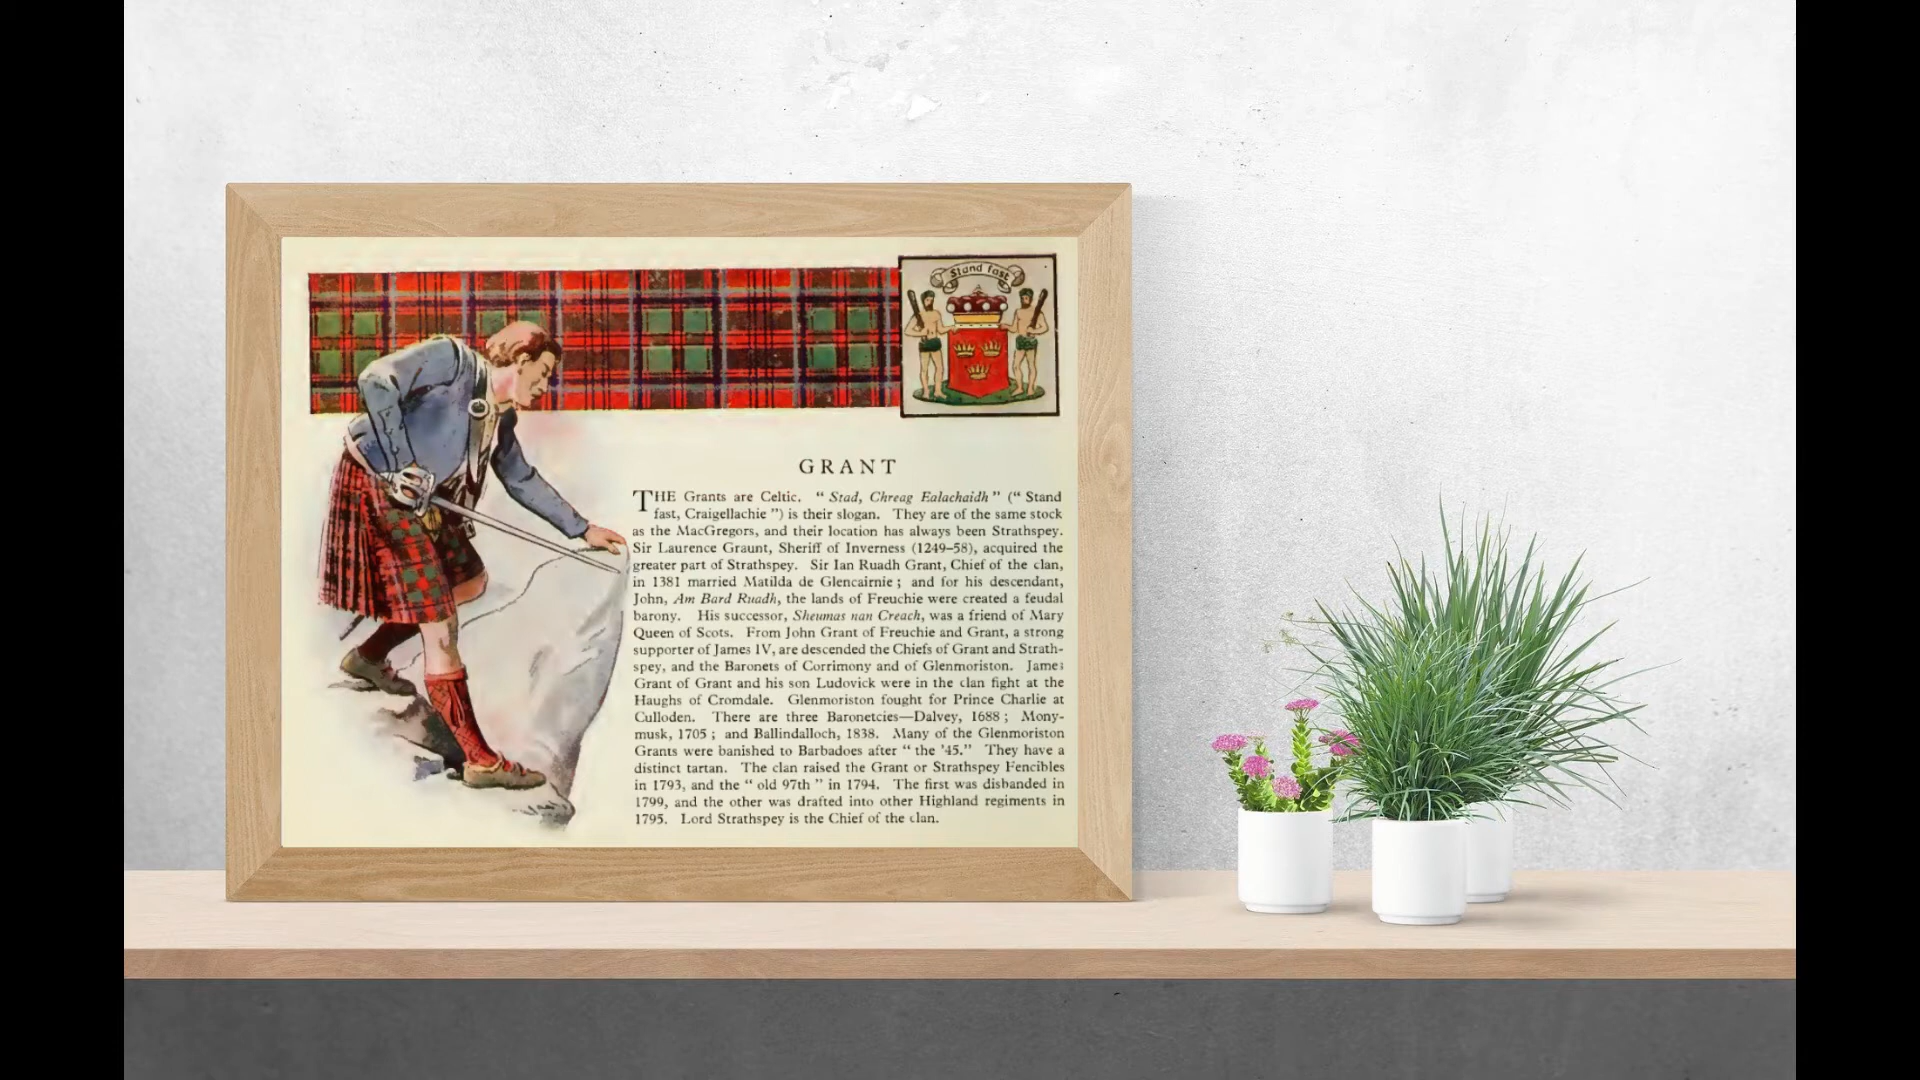 Stand fast
GRANT
THE Grants are Celtic. “ Stad, Chreag Ealachaidh ” (“ Stand
fast, Craigellachie ”) is their slogan. They are of the same stock
as the MacGregors, and their location has always been Strathspey.
Sir Laurence Graunt, Sheriff of Inverness (1249–58), acquired the
greater part of Strathspey. Sir Ian Ruadh Grant, Chief of the clan,
in 1381 married Matilda de Glencairnie ; and for his descendant,
John, Am Bard Ruadh, the lands of Freuchie were created a feudal
barony. His successor, Sheumas nan Creach, was a friend of Mary
Queen of Scots. From John Grant of Freuchie and Grant, a strong
supporter of James IV, are descended the Chiefs of Grant and Strath-
spey, and the Baronets of Corrimony and of Glenmoriston. James
Grant of Grant and his son Ludovick were in the clan fight at the
Haughs of Cromdale. Glenmoriston fought for Prince Charlie at
Culloden. There are three Baronetcies—Dalvey, 1688 ; Mony-
musk, 1705 ; and Ballindalloch, 1838. Many of the Glenmoriston
Grants were banished to Barbadoes after “ the '45.” They have a
distinct tartan. The clan raised the Grant or Strathspey Fencibles
in 1793, and the “ old 97th ” in 1794. The first was disbanded in
1799, and the other was drafted into other Highland regiments in
1795. Lord Strathspey is the Chief of the clan.